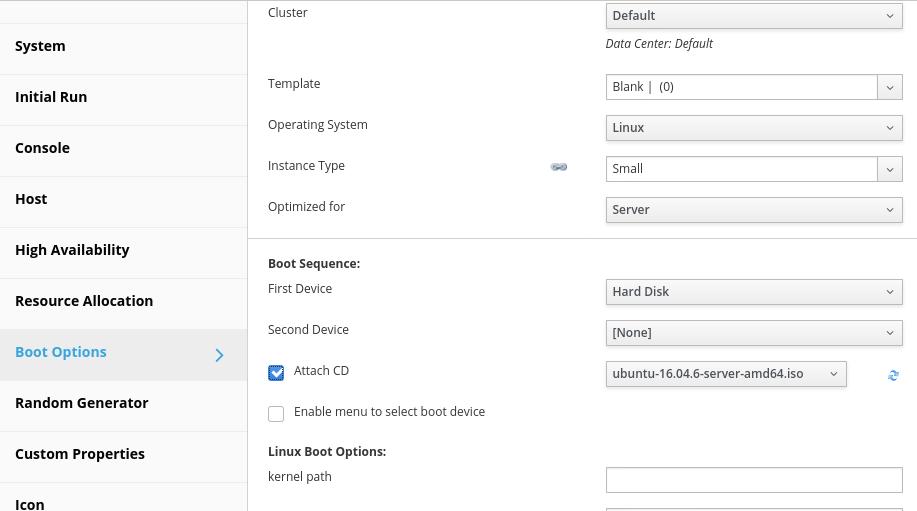 Cluster
Default
Data Center: Default
System
Template
Blank | (0)
Initial Run
Operating System
Linux
Console
Instance Type
Small
Host
Optimized for
Server
High Availability
Boot Sequence:
First Device
Hard Disk
Resource Allocation
Second Device
[None]
Boot Options
Attach CD
ubuntu-16.04.6-server-amd64.iso
Random Generator
Enable menu to select boot device
Custom Properties
Linux Boot Options:
kernel path
Icon